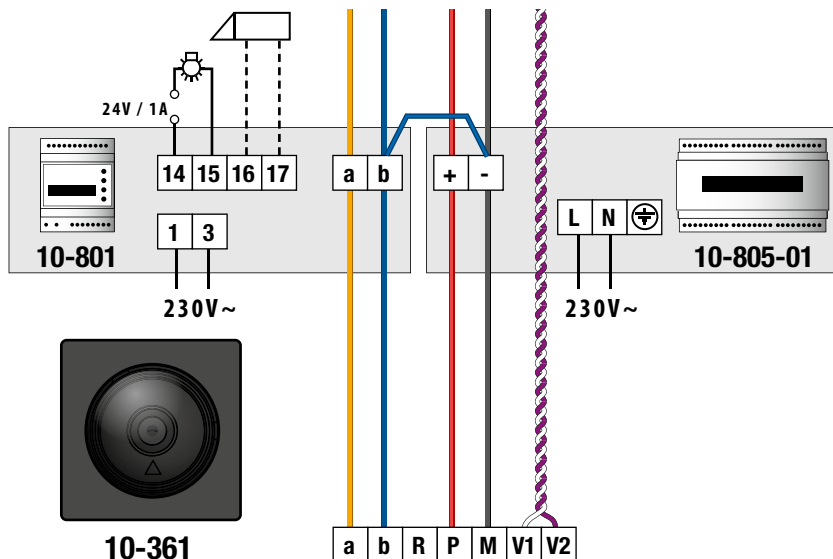 24V / 1A
14 15 16 17
a b
+ -
1 3
L N
10-801
10-805-01
230V~
230V~
10-361
a b R P M V1 V2